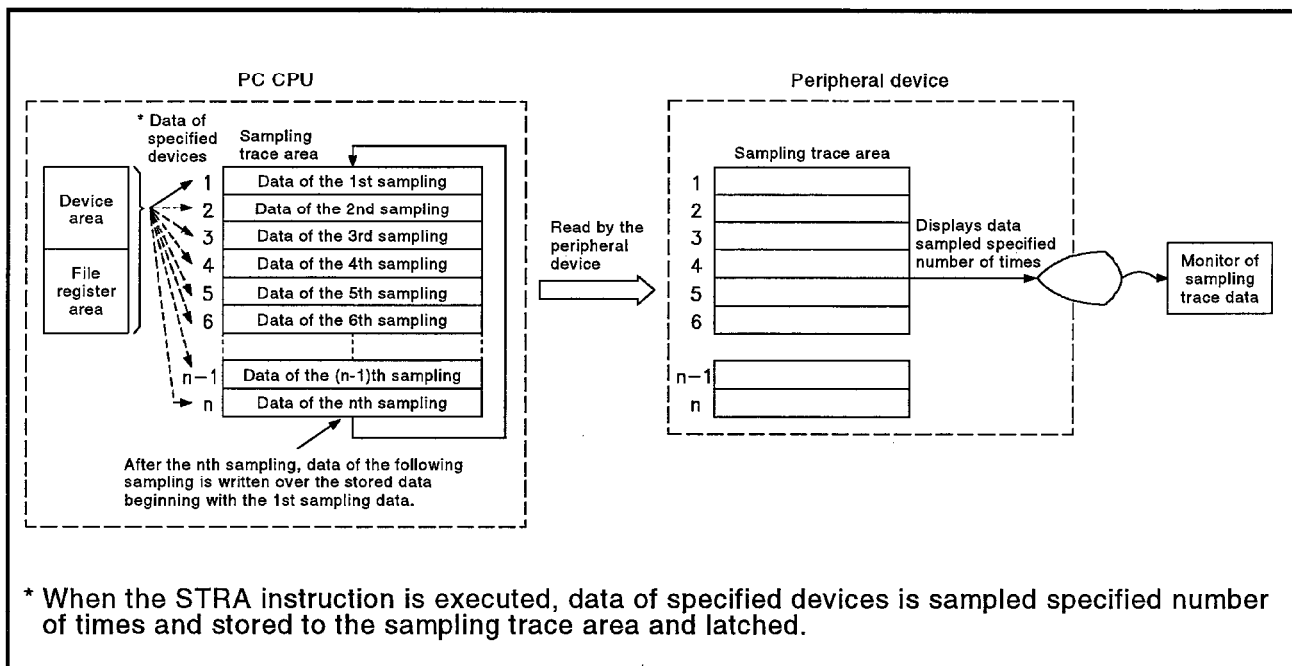 PC CPU
* Data of
specified
devices
Sampling
trace area
Device
area
File
register
area
1 Data of the 1st sampling
2 Data of the 2nd sampling
3 Data of the 3rd sampling
4 Data of the 4th sampling
5 Data of the 5th sampling
6 Data of the 6th sampling
n-1 Data of the (n-1)th sampling
n Data of the nth sampling
After the nth sampling, data of the following
sampling is written over the stored data
beginning with the 1st sampling data.
Read by the
peripheral
device
Peripheral device
Sampling trace area
1
2
3
4
5
6
n-1
n
Displays data
sampled specified
number of times
Monitor of
sampling
trace data
* When the STRA instruction is executed, data of specified devices is sampled specified number
of times and stored to the sampling trace area and latched.